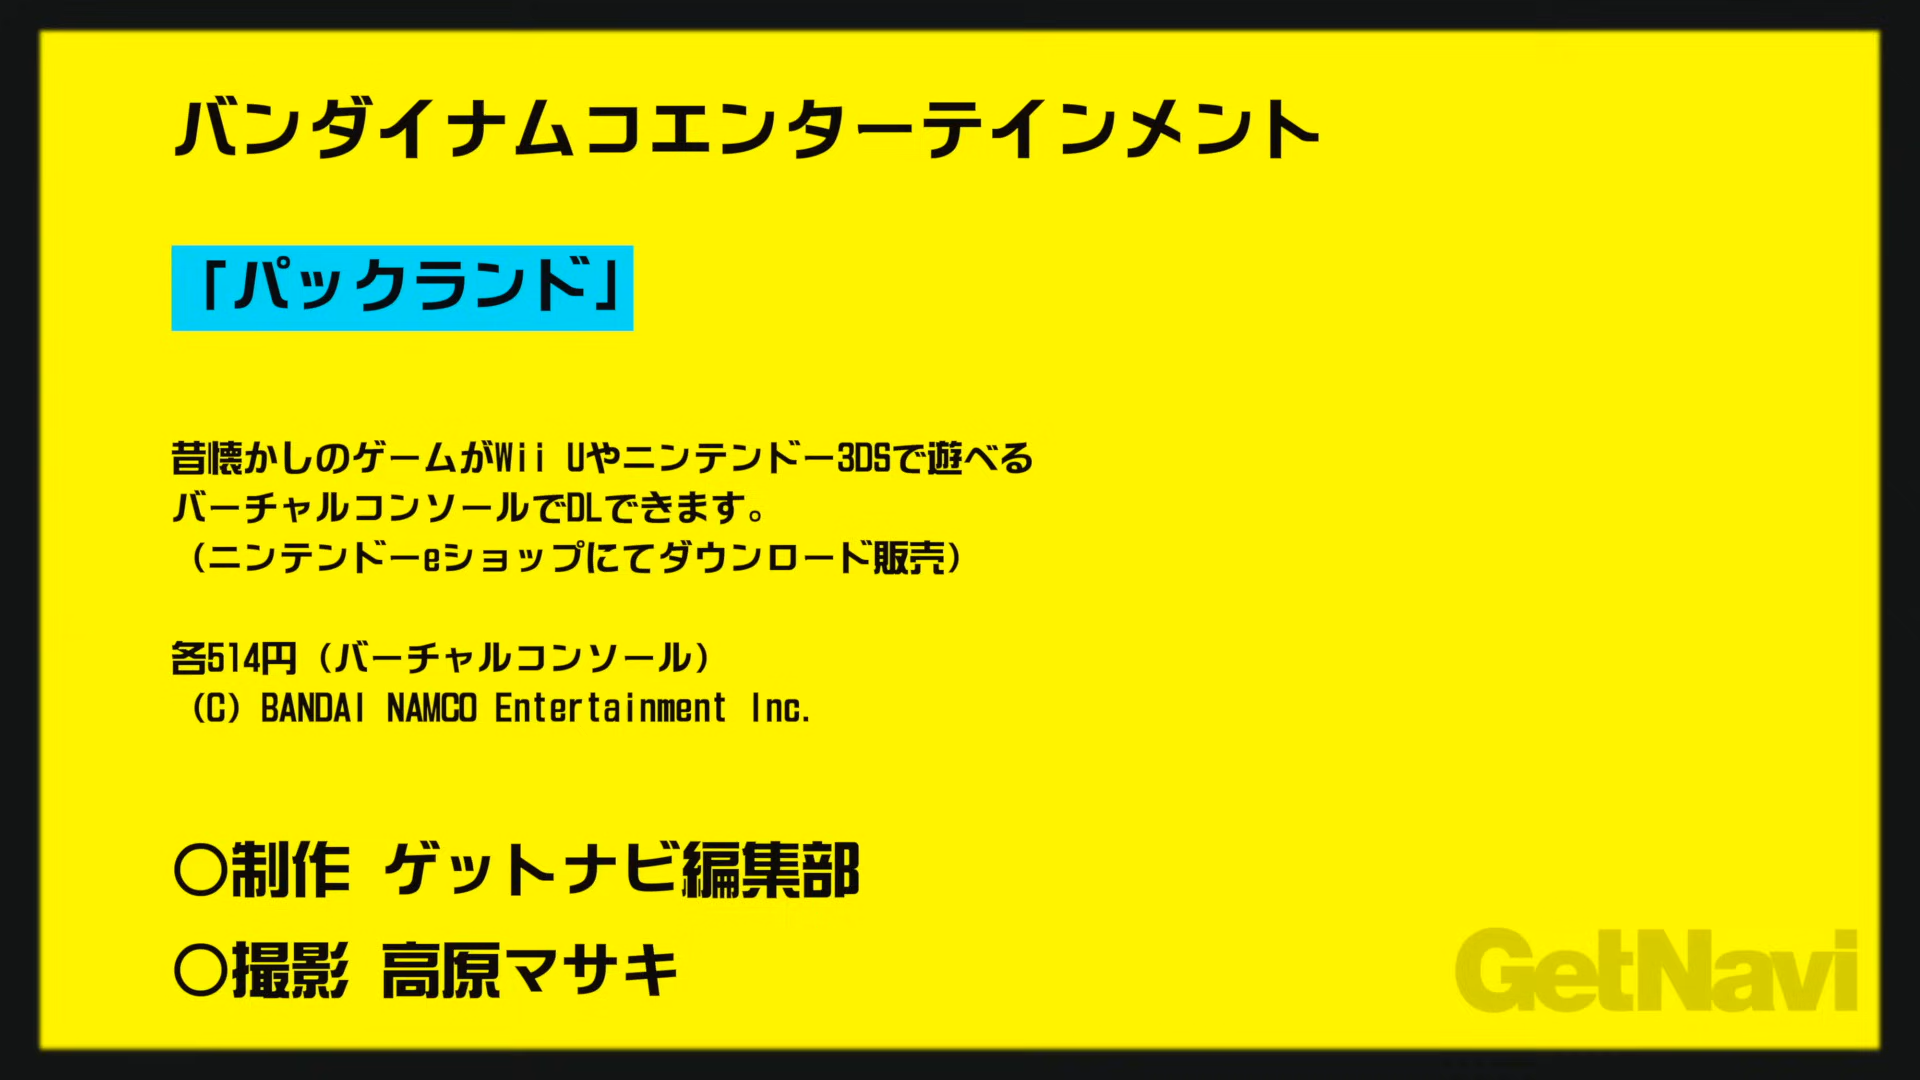 バンダイナムコエンターテインメント
「パックランド」
昔懐かしのゲームがWii Uやニンテンドー3DSで遊べる
バーチャルコンソールでDLできます。
（ニンテンドーeショップにてダウンロード販売）
各514円（バーチャルコンソール）
（C）BANDAI NAMCO Entertainment Inc.
○制作 ゲットナビ編集部
○撮影 高原マサキ
GetNavi